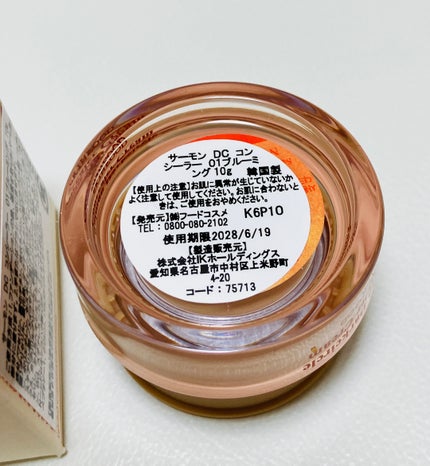 サーモン DC コン
シーラー 01ブルーミ
ング 10g 韓国製
【使用上の注意】お肌に異常が生じていないか
よく注意して使用してください。お肌に合わないと
きは、ご使用をおやめください。
【発売元】㈱フードコスメ K6P10
TEL:0800-080-2102
使用期限2028/6/19
【製造販売元】
株式会社IKホールディングス
愛知県名古屋市中村区上米野町
4-20
コード:75713
circle